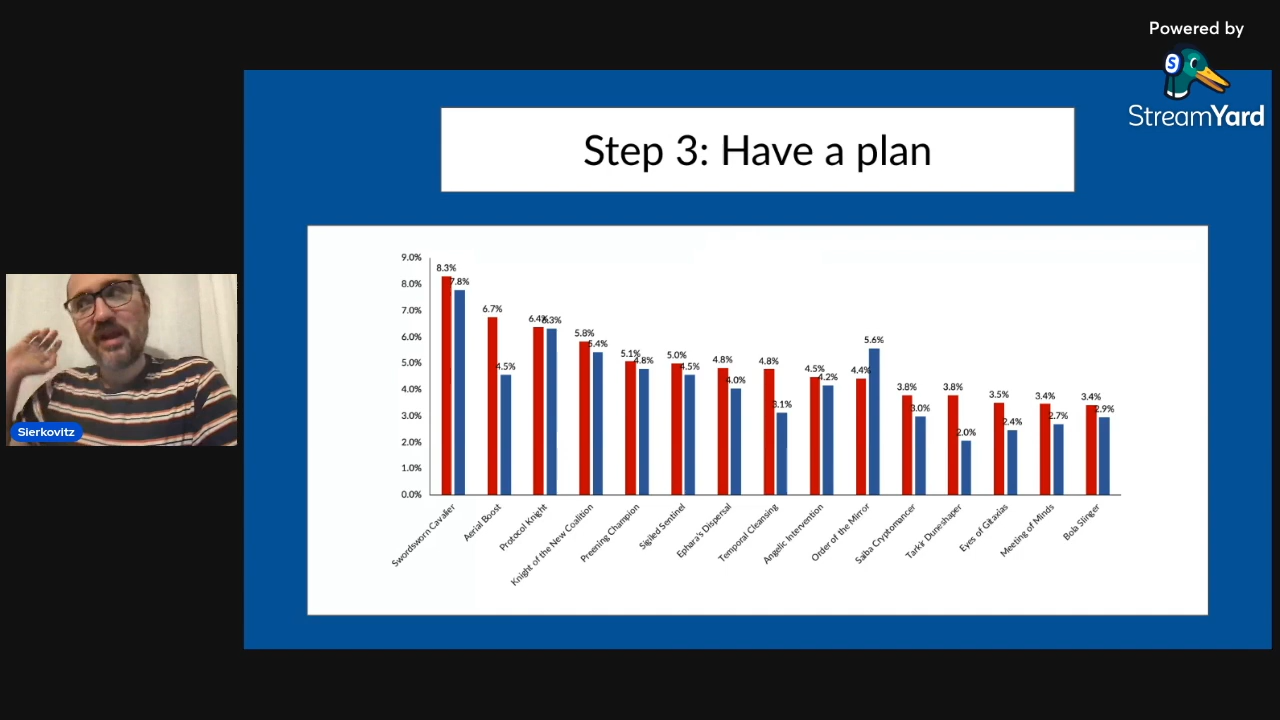 Powered by
S
StreamYard
Step 3: Have a plan
9.0%
8.0%
7.0%
6.0%
5.0%
4.0%
3.0%
2.0%
1.0%
0.0%
8.3%
7.8%
6.7%
4.5%
6.4%
6.3%
5.8%
5.4%
5.1%
4.8%
5.0%
4.5%
4.8%
4.0%
4.8%
3.1%
4.5%
4.2%
4.4%
5.6%
3.8%
3.0%
3.8%
2.0%
3.5%
2.4%
3.4%
2.7%
3.4%
2.9%
Swordsworn Cavalier
Aerial Boost
Protocol Knight
Knight of the New Coalition
Preening Champion
Sigiled Sentinel
Ephara's Dispersal
Temporal Cleansing
Angelic Intervention
Order of the Mirror
Saiba Cryptomancer
Tarkir Duneshaper
Eyes of Gitaxias
Meeting of Minds
Bola Slinger
Sierkovitz